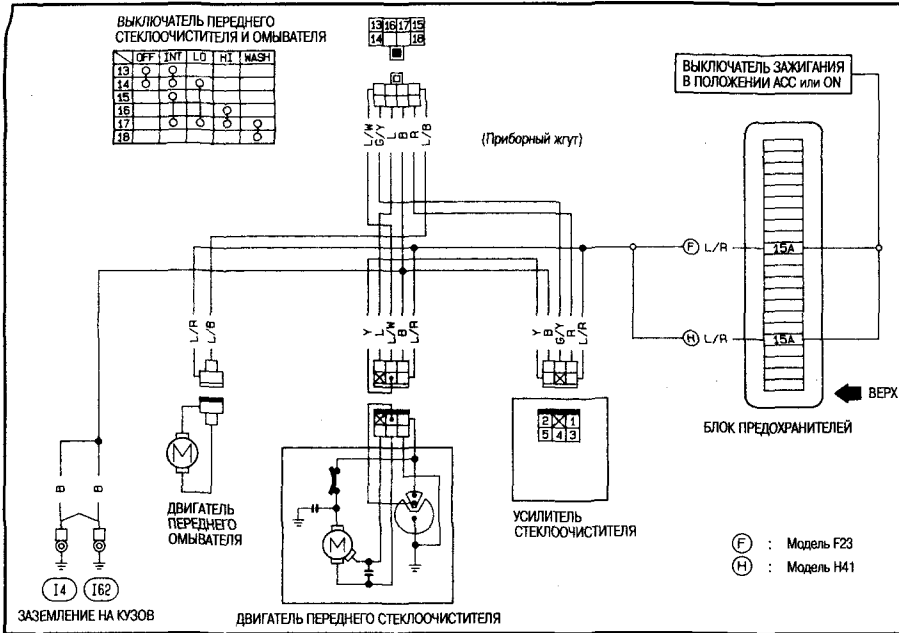 ВЫКЛЮЧАТЕЛЬ ПЕРЕДНЕГО
СТЕКЛООЧИСТИТЕЛЯ И ОМЫВАТЕЛЯ
OFF INT LO HI WASH
13
14
15
16
17
18
13 16 17 15
14 18
L/W G/Y L B R L/B
(Приборный жгут)
ВЫКЛЮЧАТЕЛЬ ЗАЖИГАНИЯ
В ПОЛОЖЕНИИ АСС или ON
F L/R 15A
H L/R 15A
ВЕРХ
БЛОК ПРЕДОХРАНИТЕЛЕЙ
L/R L/B
Y L L/W B L/R
Y B G/Y R L/R
2 1
5 4 3
M
ДВИГАТЕЛЬ
ПЕРЕДНЕГО
ОМЫВАТЕЛЯ
B B
I4 I62
ЗАЗЕМЛЕНИЕ НА КУЗОВ
M
ДВИГАТЕЛЬ ПЕРЕДНЕГО СТЕКЛООЧИСТИТЕЛЯ
УСИЛИТЕЛЬ
СТЕКЛООЧИСТИТЕЛЯ
F : Модель F23
H : Модель H41